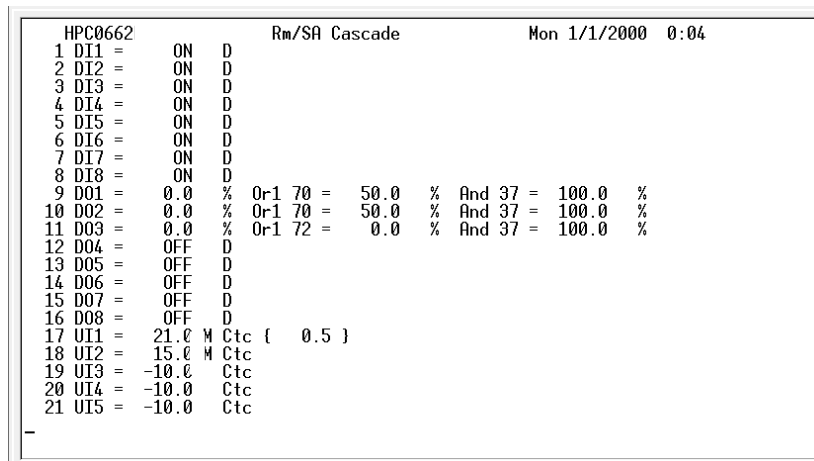 HPC0662 Rm/SA Cascade Mon 1/1/2000 0:04
1 DI1 = ON D
2 DI2 = ON D
3 DI3 = ON D
4 DI4 = ON D
5 DI5 = ON D
6 DI6 = ON D
7 DI7 = ON D
8 DI8 = ON D
9 DO1 = 0.0 % Or1 70 = 50.0 % And 37 = 100.0 %
10 DO2 = 0.0 % Or1 70 = 50.0 % And 37 = 100.0 %
11 DO3 = 0.0 % Or1 72 = 0.0 % And 37 = 100.0 %
12 DO4 = OFF D
13 DO5 = OFF D
14 DO6 = OFF D
15 DO7 = OFF D
16 DO8 = OFF D
17 UI1 = 21.0 M Ctc { 0.5 }
18 UI2 = 15.0 M Ctc
19 UI3 = -10.0 Ctc
20 UI4 = -10.0 Ctc
21 UI5 = -10.0 Ctc